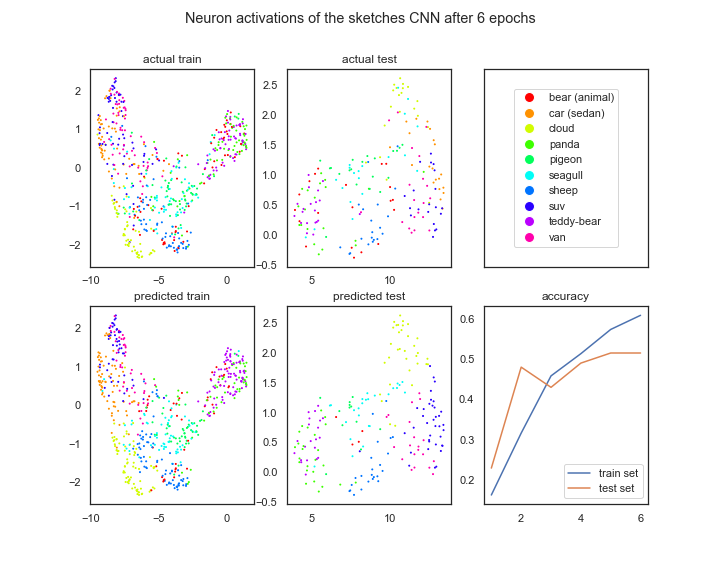 Neuron activations of the sketches CNN after 6 epochs
actual train
actual test
2
1
0
−1
−2
−10
−5
0
2.5
2.0
1.5
1.0
0.5
0.0
−0.5
5
10
bear (animal)
car (sedan)
cloud
panda
pigeon
seagull
sheep
suv
teddy-bear
van
predicted train
predicted test
accuracy
2
1
0
−1
−2
−10
−5
0
2.5
2.0
1.5
1.0
0.5
0.0
−0.5
5
10
0.6
0.5
0.4
0.3
0.2
train set
test set
2
4
6